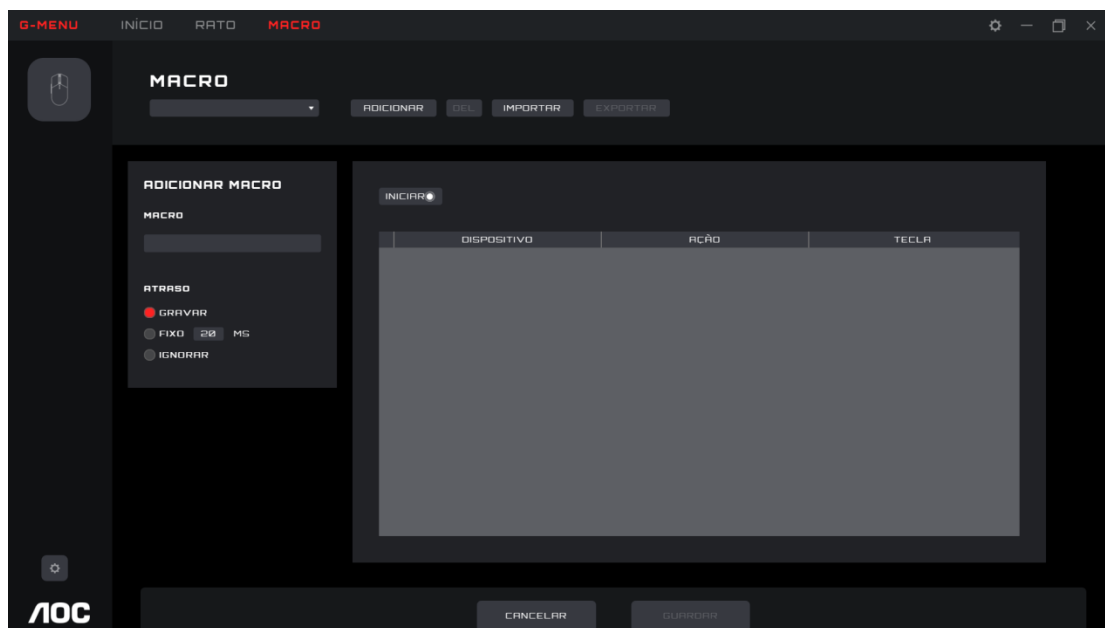 G-MENU INÍCIO RATO MACRO
MACRO
ADICIONAR DEL IMPORTAR EXPORTAR
ADICIONAR MACRO
MACRO
ATRASO
GRAVAR
FIXO 20 MS
IGNORAR
INICIAR
DISPOSITIVO AÇÃO TECLA
CANCELAR GUARDAR
AOC